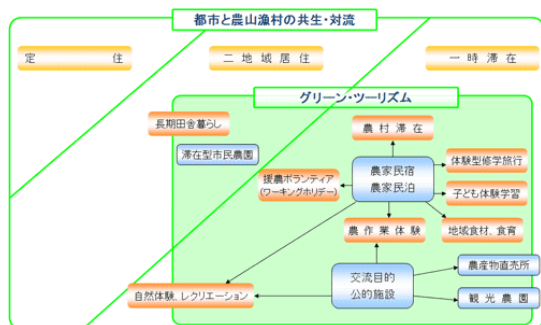 都市と農山漁村の共生・対流
定住
二地域居住
一時滞在
グリーン・ツーリズム
長期田舎暮らし
農村滞在
滞在型市民農園
農家民宿
農家民泊
体験型修学旅行
援農ボランティア
(ワーキングホリデー)
子ども体験学習
農作業体験
地域食材、食育
交流目的
公的施設
農産物直売所
自然体験、レクリエーション
観光農園